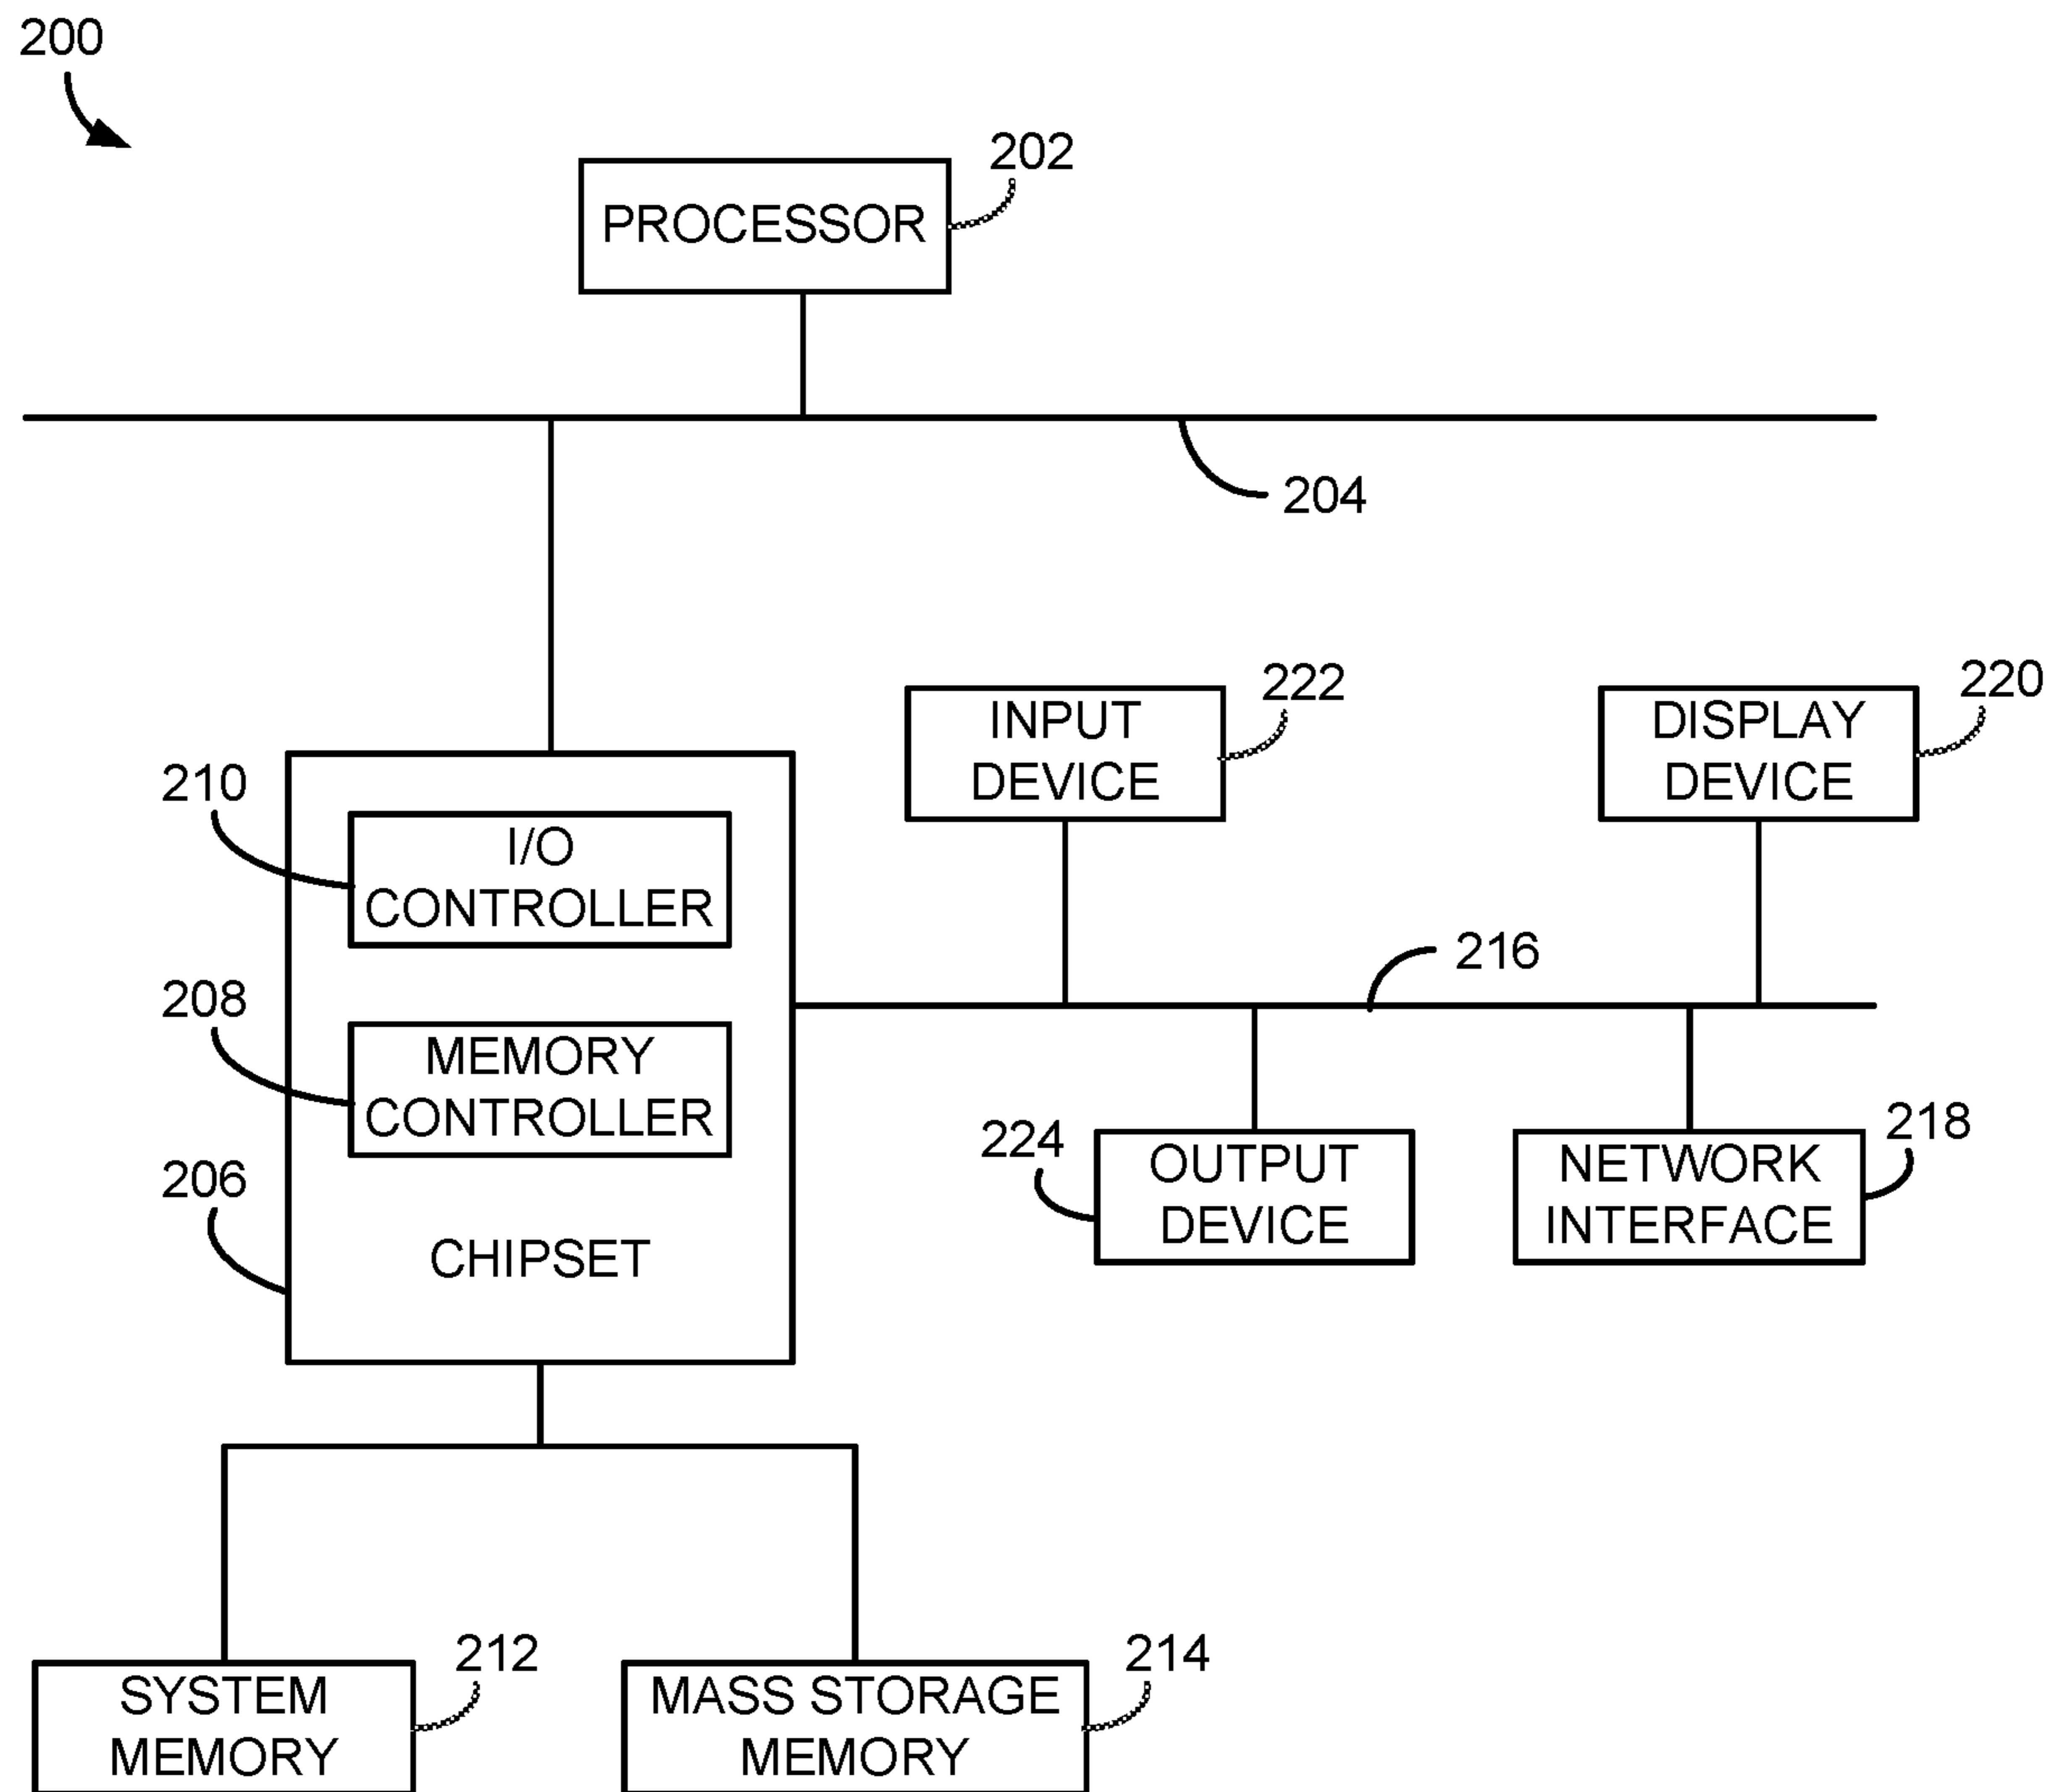 200
202
PROCESSOR
204
222
INPUT
DEVICE
220
DISPLAY
DEVICE
210
I/O
CONTROLLER
216
208
MEMORY
CONTROLLER
206
CHIPSET
224
OUTPUT
DEVICE
218
NETWORK
INTERFACE
212
SYSTEM
MEMORY
214
MASS STORAGE
MEMORY